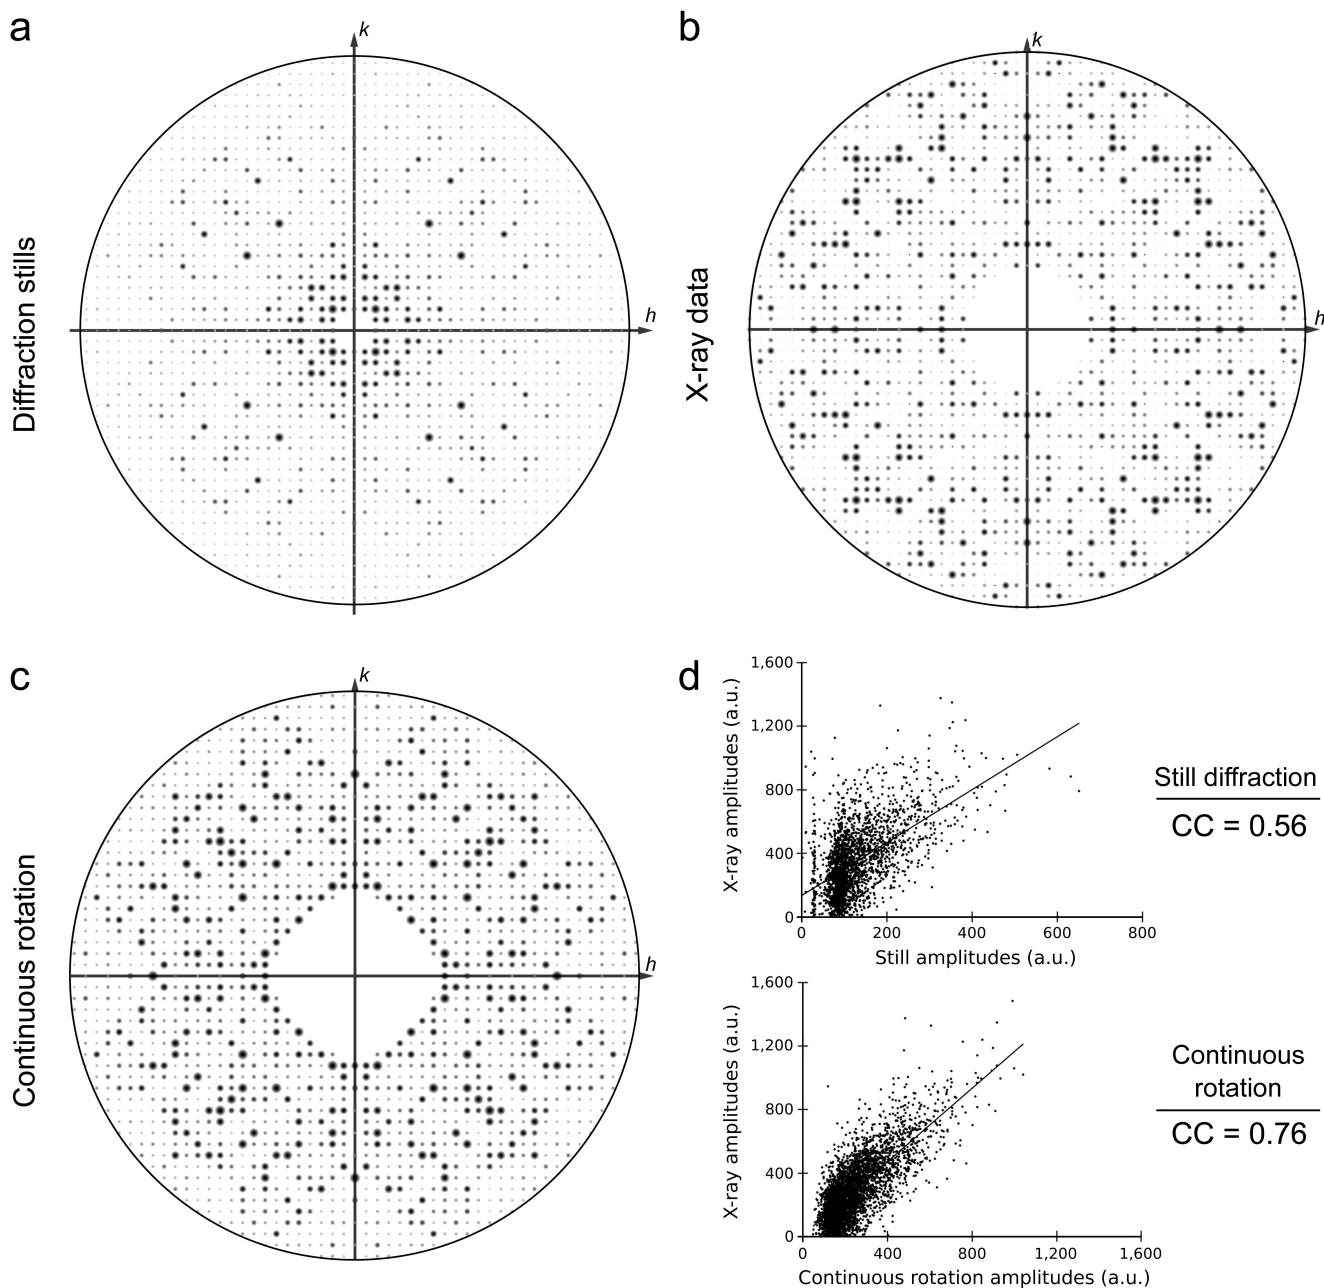 a
k
h
Diffraction stills
b
k
h
X-ray data
c
k
h
Continuous rotation
d
1,600
1,200
800
400
0
X-ray amplitudes (a.u.)
0 200 400 600 800
Still amplitudes (a.u.)
Still diffraction
CC = 0.56
1,600
1,200
800
400
0
X-ray amplitudes (a.u.)
0 400 800 1,200 1,600
Continuous rotation amplitudes (a.u.)
Continuous
rotation
CC = 0.76